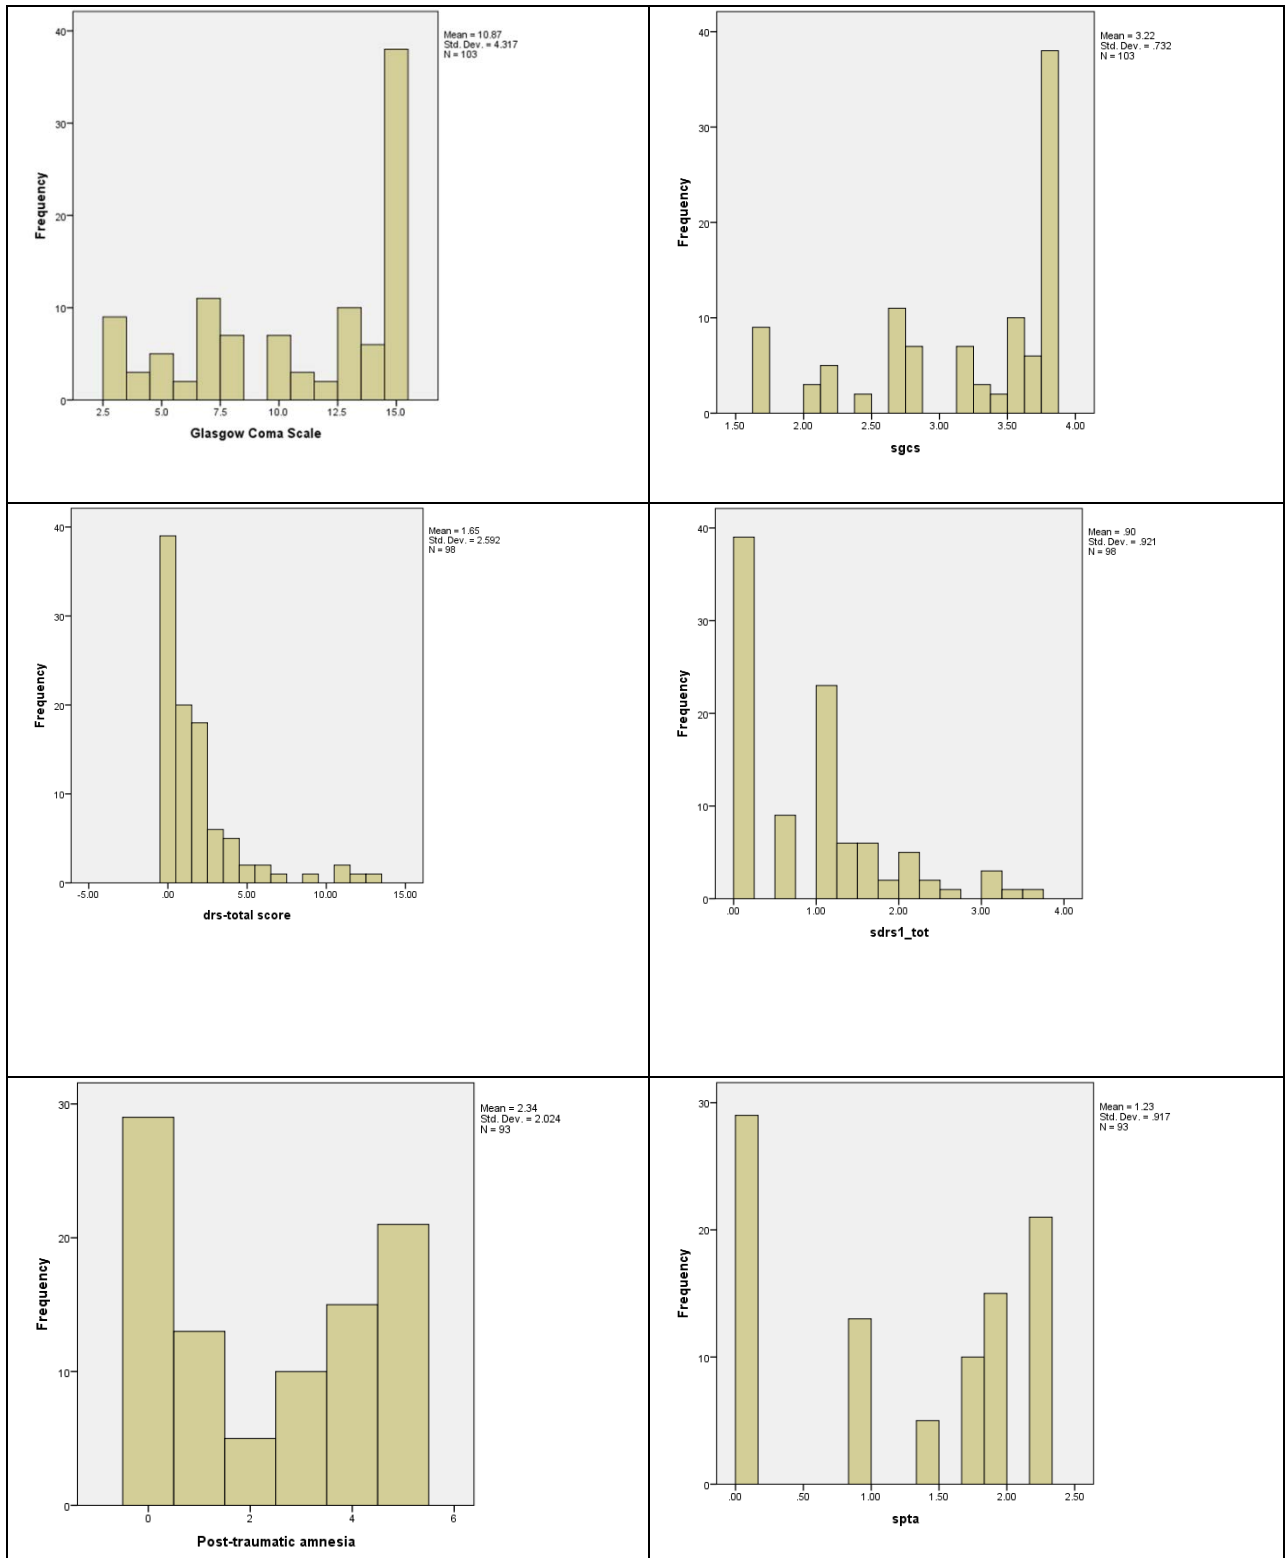 Mean = 10.87
Std. Dev. = 4.317
N = 103
40
30
20
10
0
Frequency
2.5 5.0 7.5 10.0 12.5 15.0
Glasgow Coma Scale
Mean = 3.22
Std. Dev. = .732
N = 103
40
30
20
10
0
Frequency
1.50 2.00 2.50 3.00 3.50 4.00
sgcs
Mean = 1.65
Std. Dev. = 2.592
N = 98
40
30
20
10
0
Frequency
-5.00 .00 5.00 10.00 15.00
drs-total score
Mean = .90
Std. Dev. = .921
N = 98
40
30
20
10
0
Frequency
.00 1.00 2.00 3.00 4.00
sdrs1_tot
Mean = 2.34
Std. Dev. = 2.024
N = 93
30
20
10
0
Frequency
0 2 4 6
Post-traumatic amnesia
Mean = 1.23
Std. Dev. = .917
N = 93
30
20
10
0
Frequency
.00 .50 1.00 1.50 2.00 2.50
spta